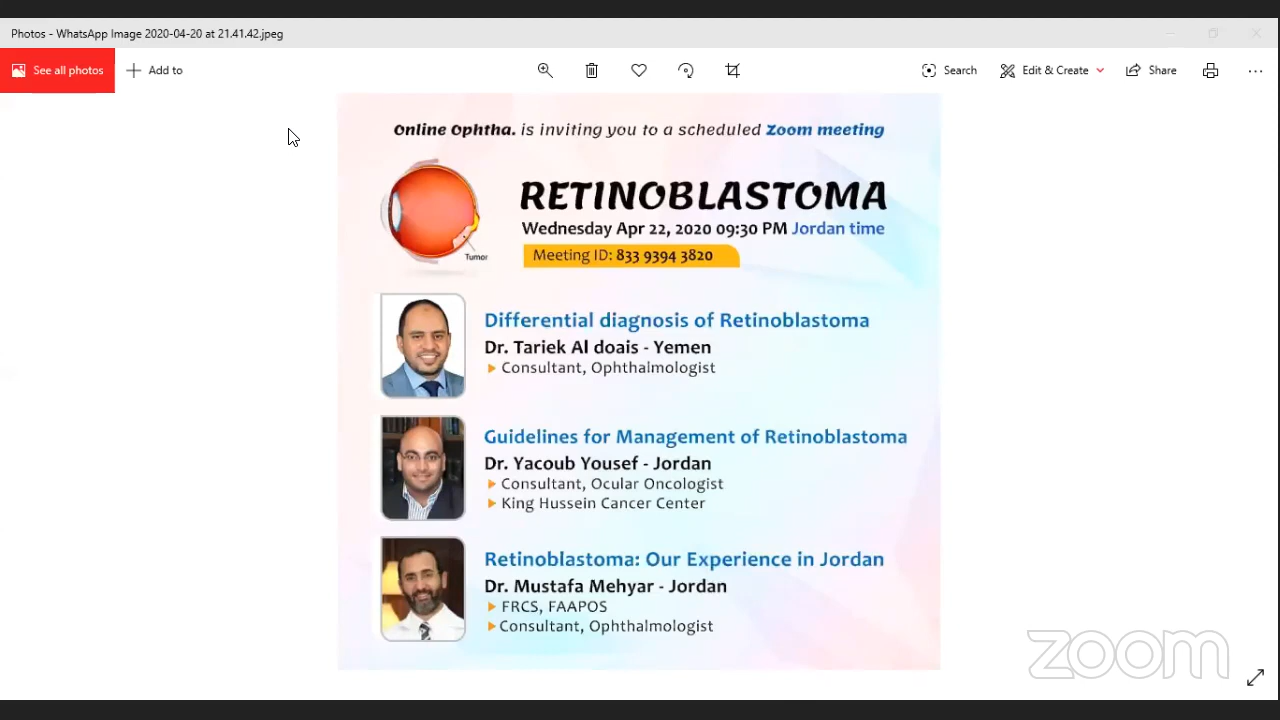 Photos - WhatsApp Image 2020-04-20 at 21.41.42.jpeg
See all photos
Add to
Search
Edit & Create
Share
Online Ophtha. is inviting you to a scheduled Zoom meeting
RETINOBLASTOMA
Wednesday Apr 22, 2020 09:30 PM Jordan time
Meeting ID: 833 9394 3820
Tumor
Differential diagnosis of Retinoblastoma
Dr. Tariek Al doais - Yemen
Consultant, Ophthalmologist
Guidelines for Management of Retinoblastoma
Dr. Yacoub Yousef - Jordan
Consultant, Ocular Oncologist
King Hussein Cancer Center
Retinoblastoma: Our Experience in Jordan
Dr. Mustafa Mehyar - Jordan
FRCS, FAAPOS
Consultant, Ophthalmologist
zoom